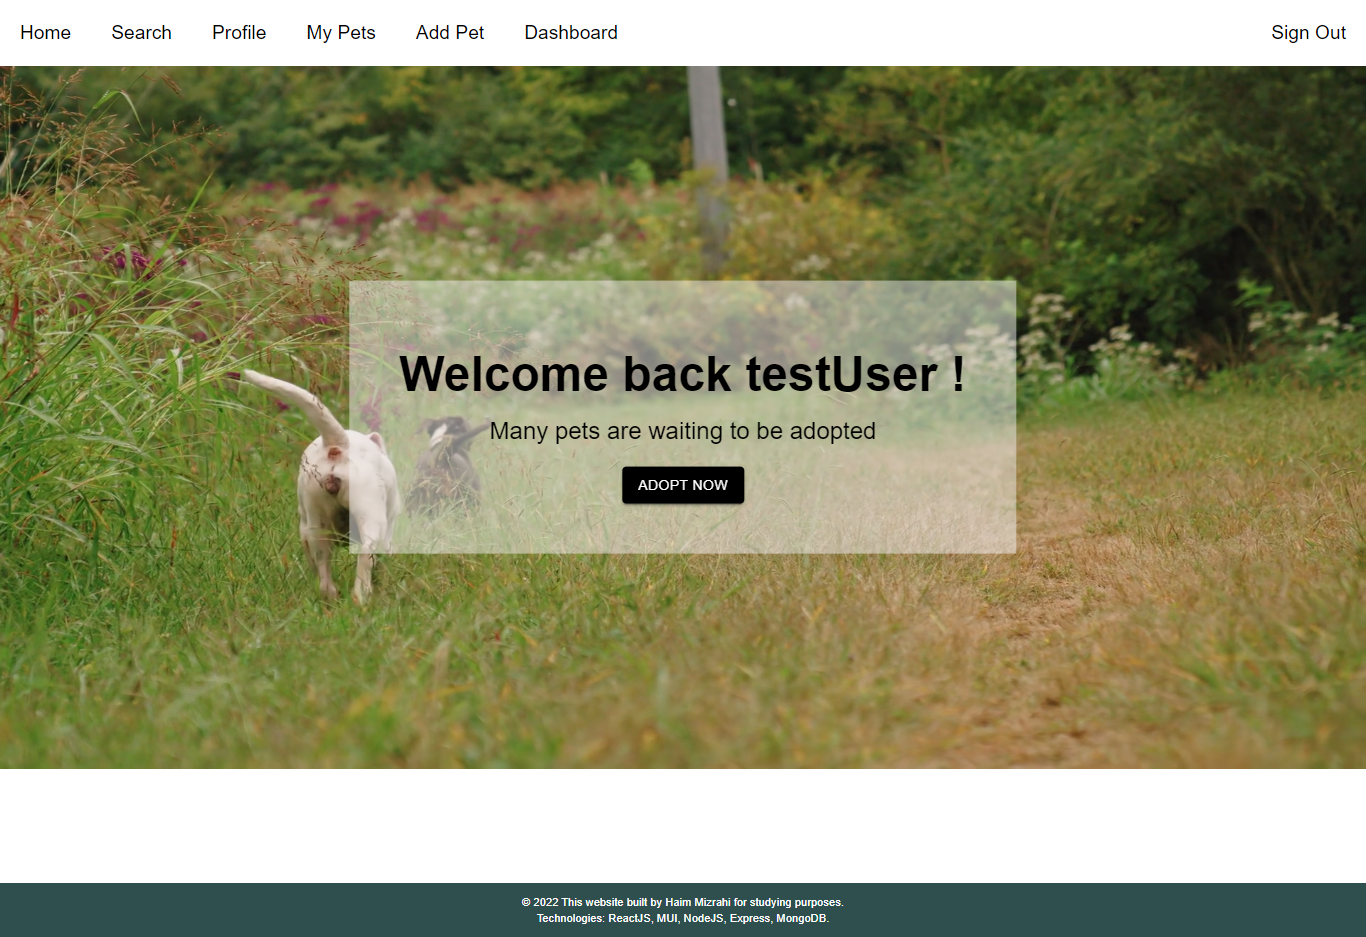 Home Search Profile My Pets Add Pet Dashboard Sign Out
Welcome back testUser !
Many pets are waiting to be adopted
ADOPT NOW
© 2022 This website built by Haim Mizrahi for studying purposes.
Technologies: ReactJS, MUI, NodeJS, Express, MongoDB.